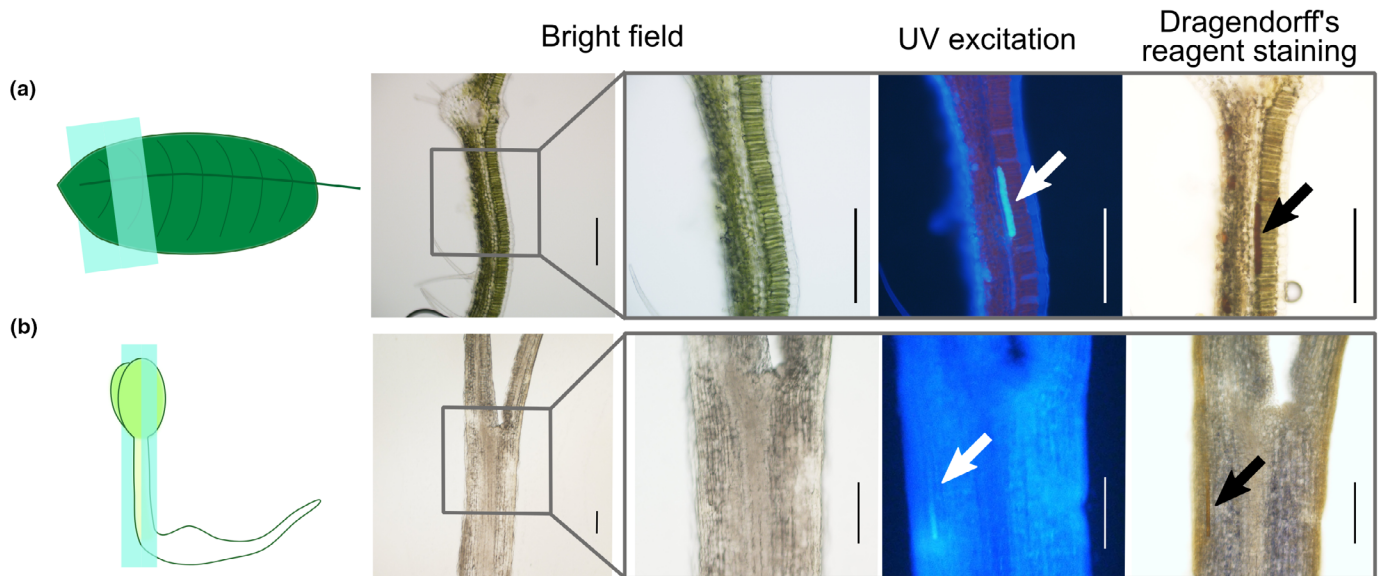 Bright field
UV excitation
Dragendorff's
reagent staining
(a)
(b)